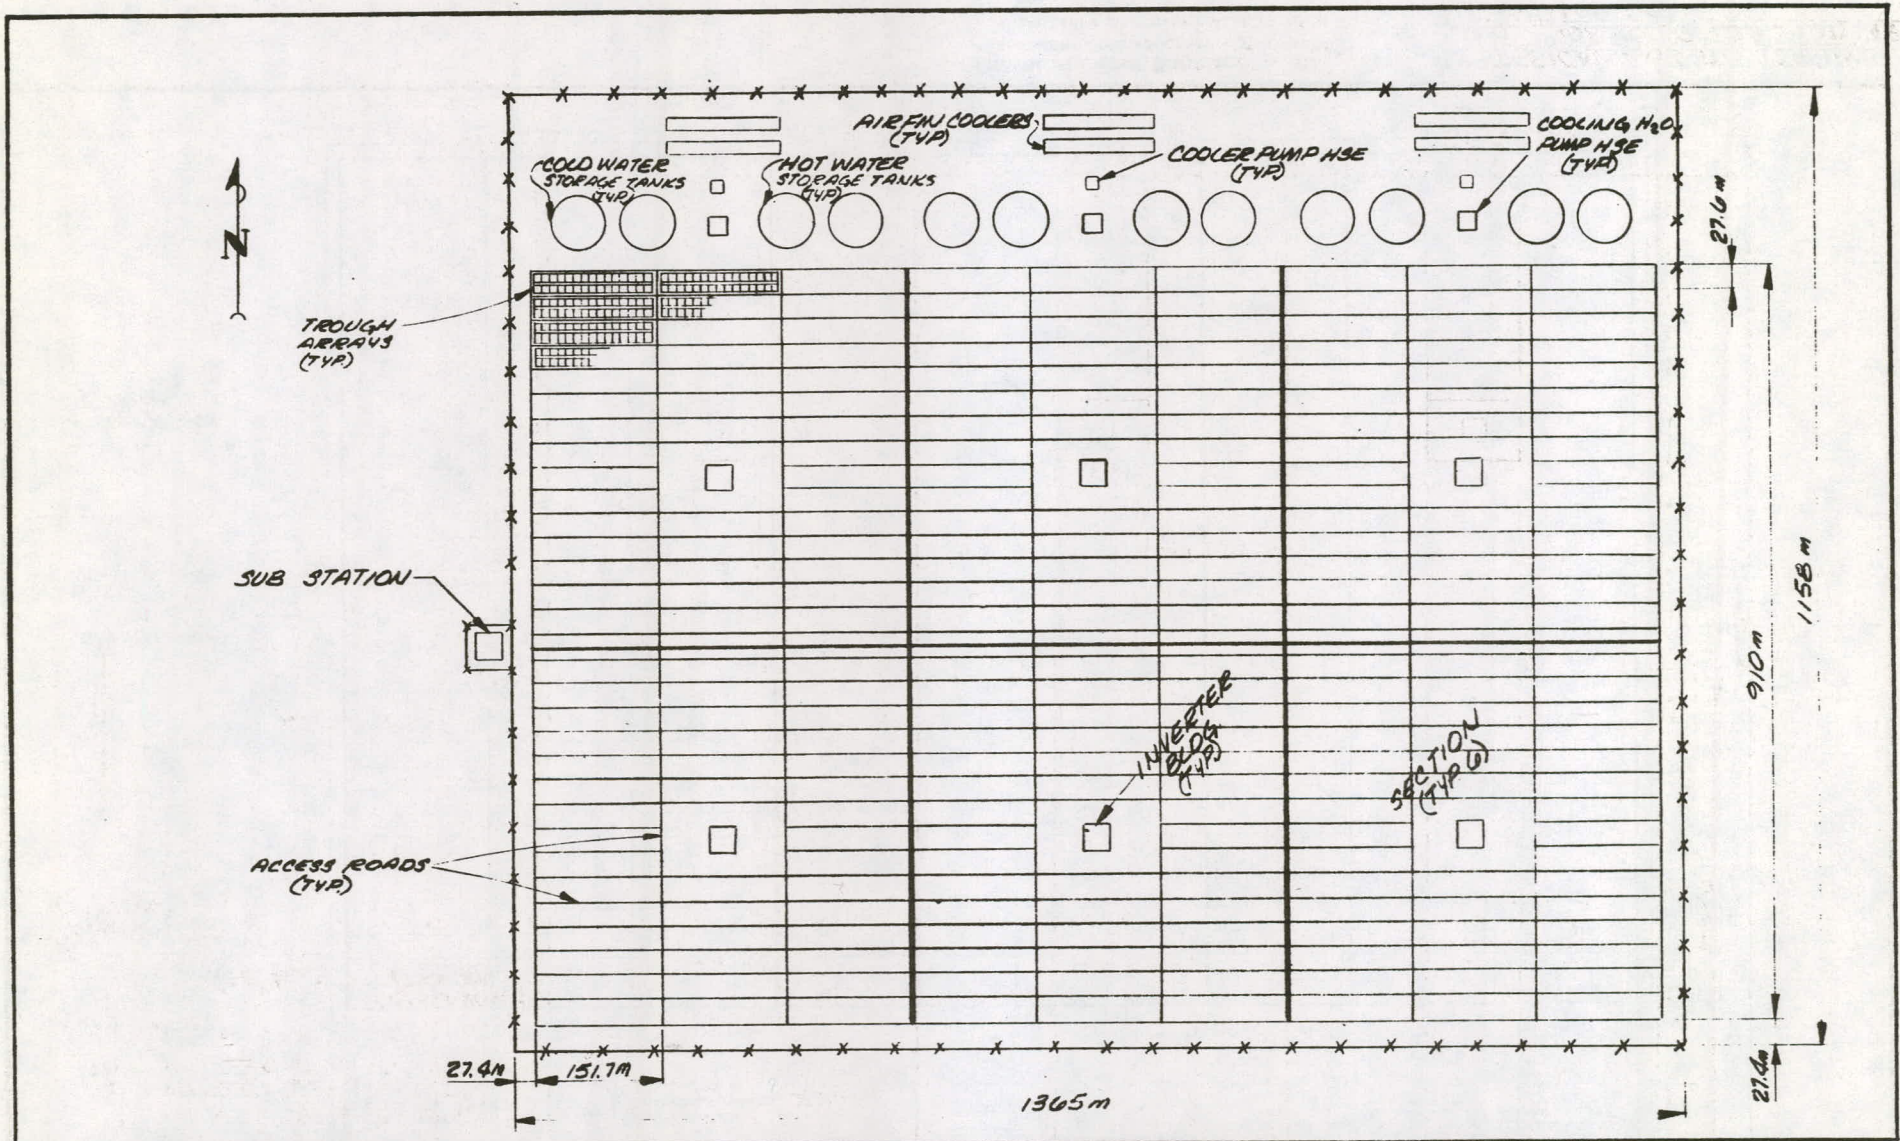 AIR FAN COOLERS
(TYP)
COOLING H2O
PUMP HSE
(TYP)
COOLER PUMP HSE
(TYP)
COLD WATER
STORAGE TANKS
(TYP)
HOT WATER
STORAGE TANKS
(TYP)
N
27.6 m
TROUGH
ARRAYS
(TYP.)
SUB STATION
1158 m
910 m
INVERTER
BLDG.
(TYP)
SECTION
(TYP. 6)
ACCESS ROADS
(TYP.)
27.4m
151.7m
27.4m
1365 m